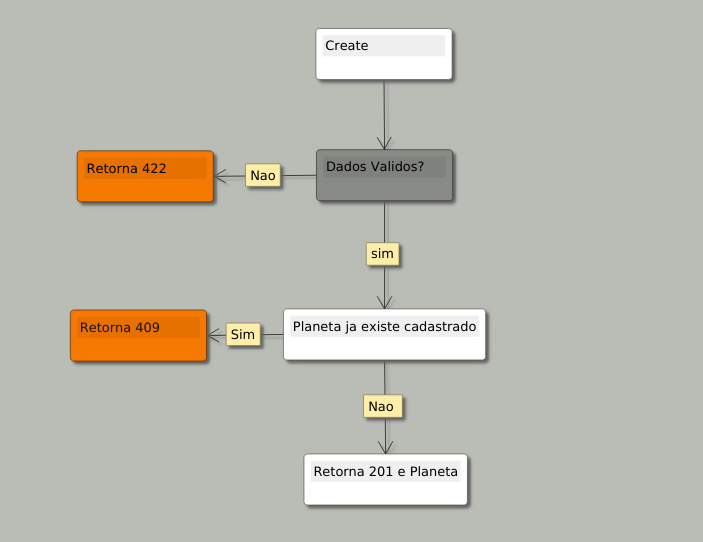 Create
Dados Validos?
Nao
Retorna 422
sim
Planeta ja existe cadastrado
Sim
Retorna 409
Nao
Retorna 201 e Planeta